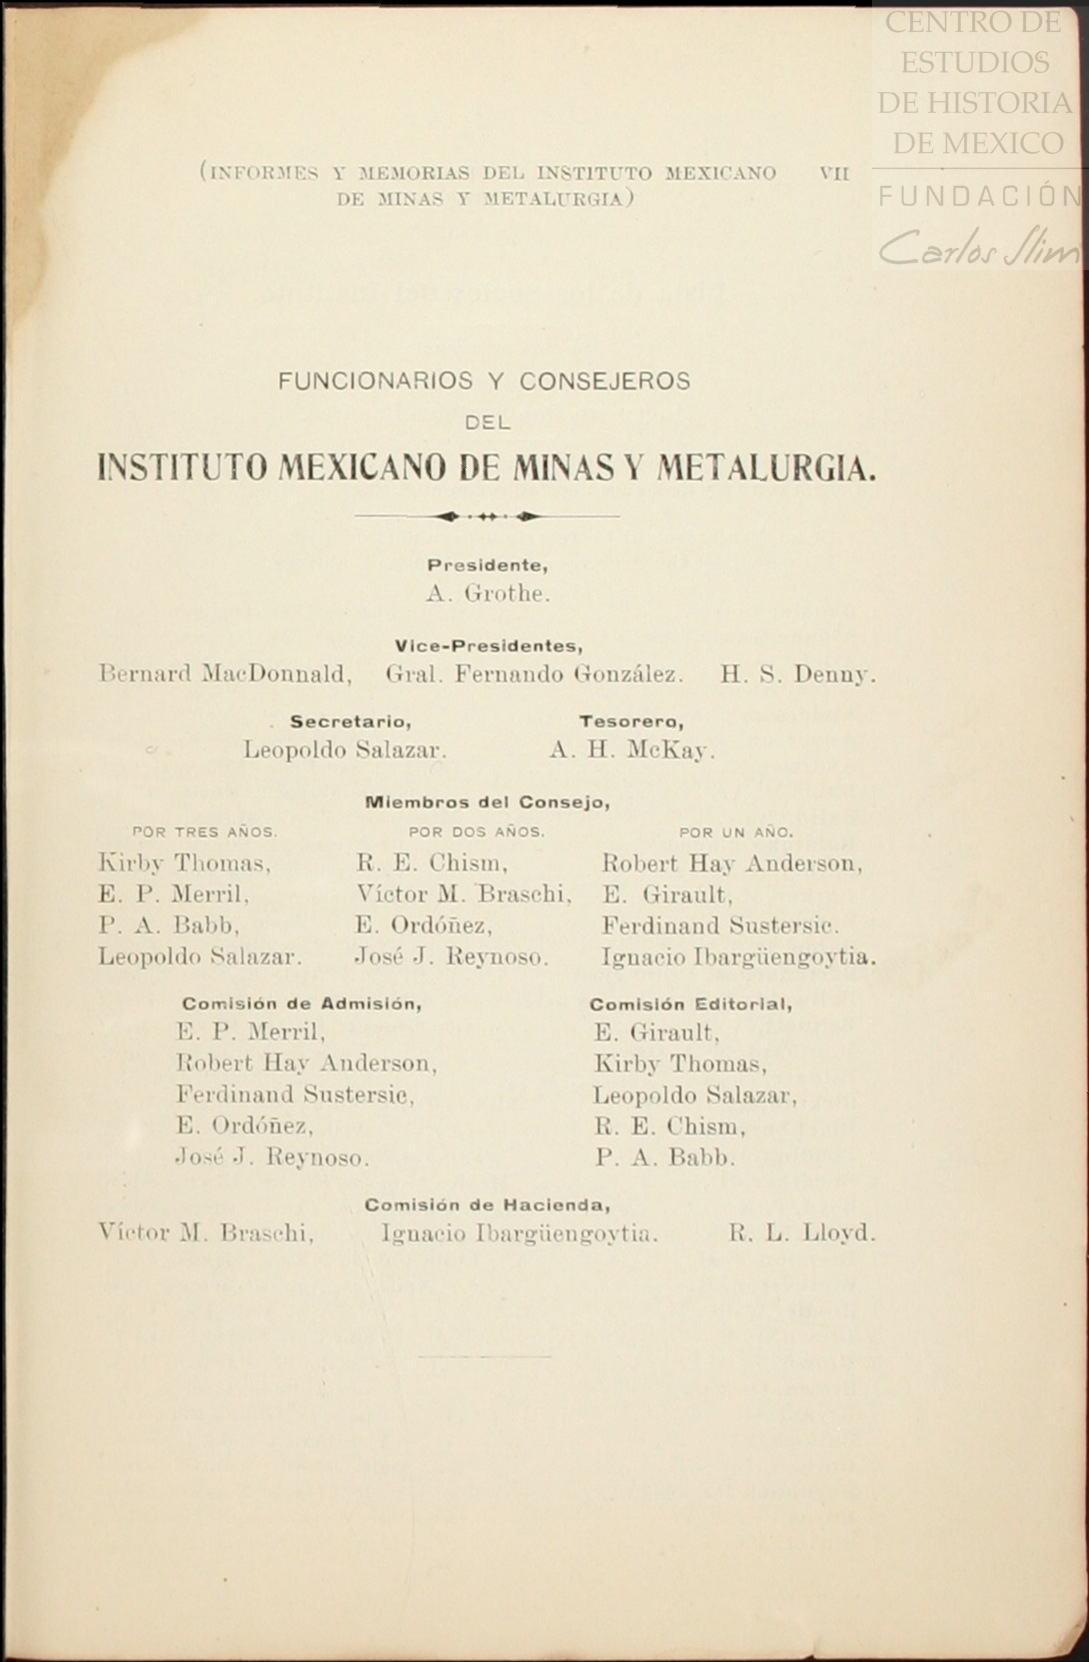 CENTRO DE
ESTUDIOS
DE HISTORIA
DE MEXICO
FUNDACIÓN
Carlos Slim
(INFORMES Y MEMORIAS DEL INSTITUTO MEXICANO VII
DE MINAS Y METALURGIA)
FUNCIONARIOS Y CONSEJEROS
DEL
INSTITUTO MEXICANO DE MINAS Y METALURGIA.
Presidente,
A. Grothe.
Vice-Presidentes,
Bernard MacDonnald, Gral. Fernando González. H. S. Denny.
Secretario, Tesorero,
Leopoldo Salazar. A. H. McKay.
Miembros del Consejo,
POR TRES AÑOS. POR DOS AÑOS. POR UN AÑO.
Kirby Thomas, R. E. Chism, Robert Hay Anderson,
E. P. Merril, Víctor M. Braschi, E. Girault,
P. A. Babb, E. Ordóñez, Ferdinand Sustersic.
Leopoldo Salazar. José J. Reynoso. Ignacio Ibargüengoytia.
Comisión de Admisión, Comisión Editorial,
E. P. Merril, E. Girault,
Robert Hay Anderson, Kirby Thomas,
Ferdinand Sustersic, Leopoldo Salazar,
E. Ordóñez, R. E. Chism,
José J. Reynoso. P. A. Babb.
Comisión de Hacienda,
Víctor M. Braschi, Ignacio Ibargüengoytia. R. L. Lloyd.